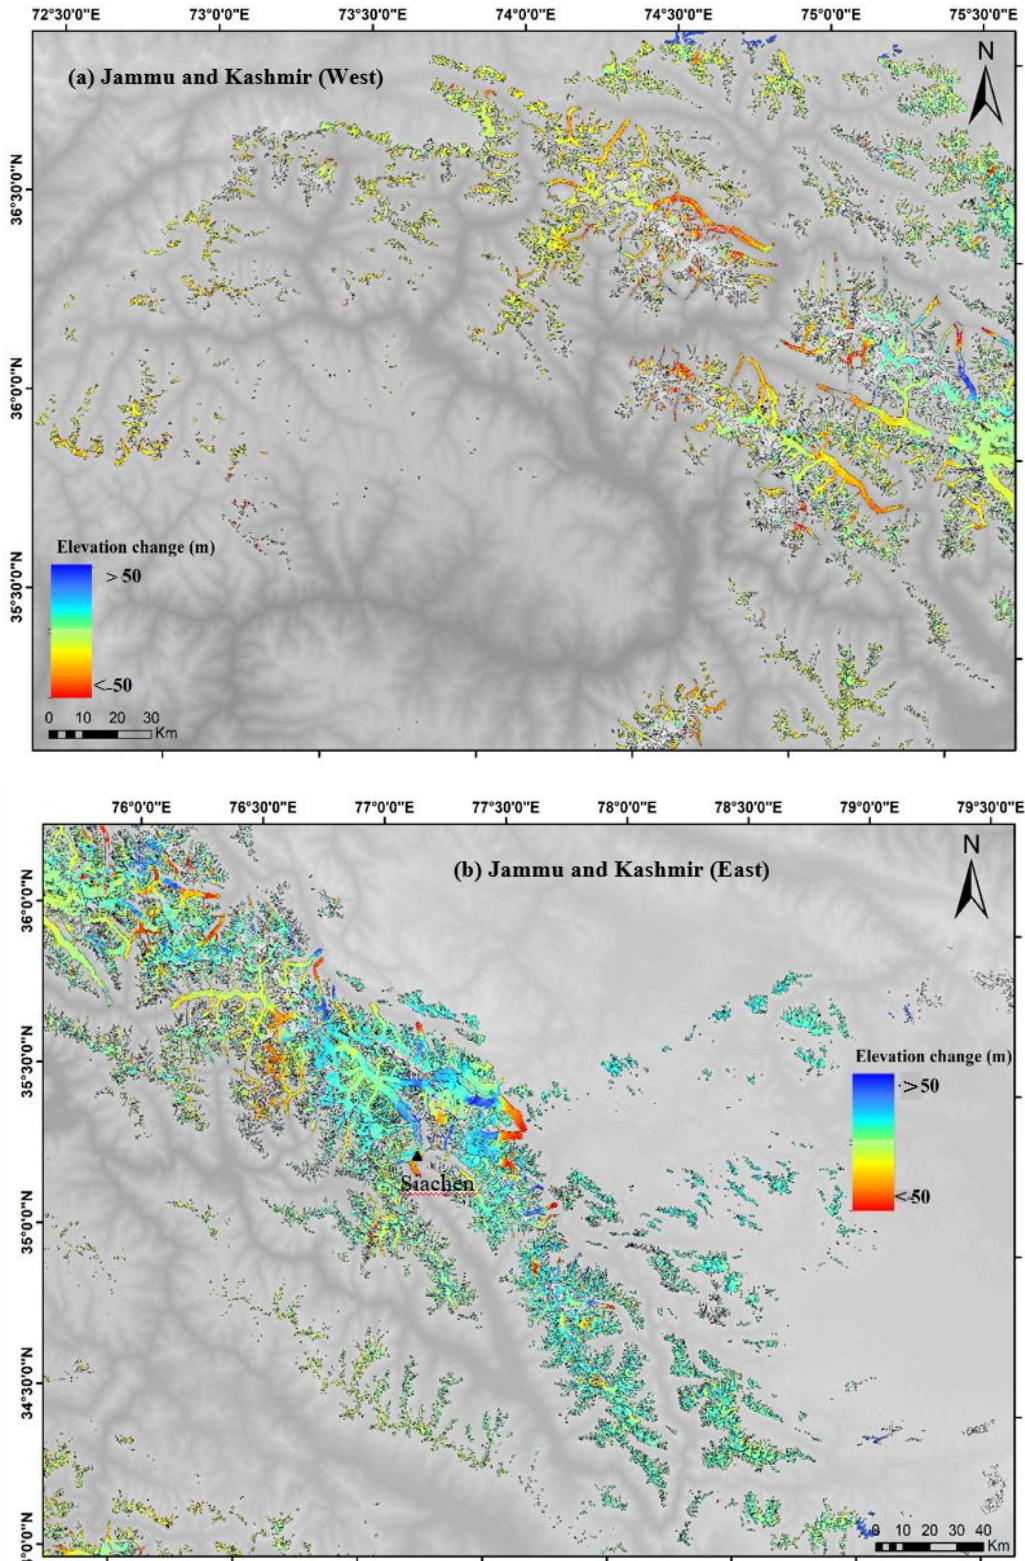 72°30'0"E 73°0'0"E 73°30'0"E 74°0'0"E 74°30'0"E 75°0'0"E 75°30'0"E
(a) Jammu and Kashmir (West)
N
36°30'0"N
36°0'0"N
35°30'0"N
Elevation change (m)
> 50
<-50
0 10 20 30
Km
76°0'0"E 76°30'0"E 77°0'0"E 77°30'0"E 78°0'0"E 78°30'0"E 79°0'0"E 79°30'0"E
(b) Jammu and Kashmir (East)
N
36°0'0"N
35°30'0"N
35°0'0"N
34°30'0"N
4°0'0"N
Elevation change (m)
> 50
<-50
Siachen
0 10 20 30 40
Km